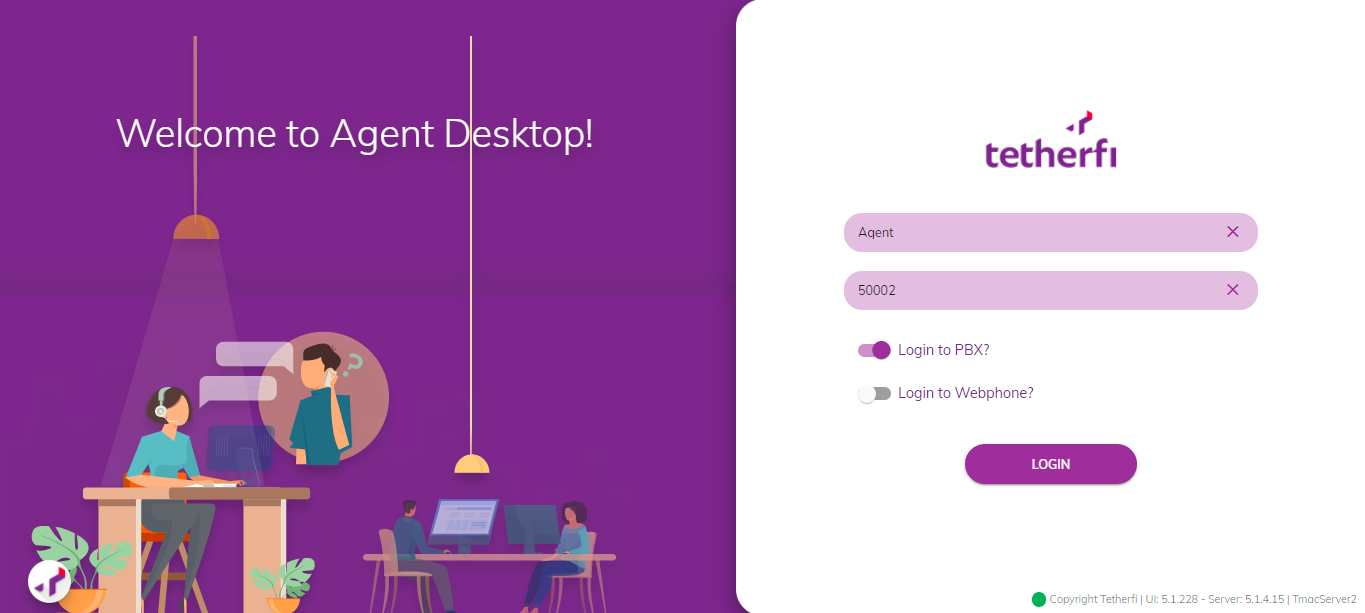 Welcome to Agent Desktop!
tetherfi
Agent
50002
Login to PBX?
Login to Webphone?
LOGIN
Copyright Tetherfi | UI: 5.1.228 - Server: 5.1.4.15 | TmacServer2